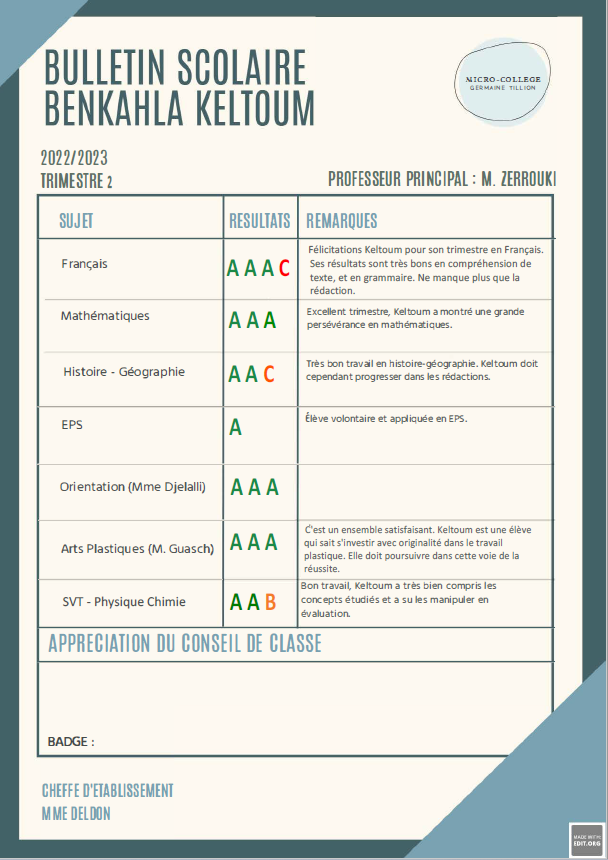 BULLETIN SCOLAIRE
BENKAHLA KELTOUM
MICRO-COLLEGE
GERMAINE TILLION
2022/2023
TRIMESTRE 2
PROFESSEUR PRINCIPAL : M. ZERROUKI
SUJET
RESULTATS
REMARQUES
Français
A A A C
Félicitations Keltoum pour son trimestre en Français.
Ses résultats sont très bons en compréhension de
texte, et en grammaire. Ne manque plus que la
rédaction.
Mathématiques
A A A
Excellent trimestre, Keltoum a montré une grande
persévérance en mathématiques.
Histoire - Géographie
A A C
Très bon travail en histoire-géographie. Keltoum doit
cependant progresser dans les rédactions.
EPS
A
Élève volontaire et appliquée en EPS.
Orientation (Mme Djelalli)
A A A
Arts Plastiques (M. Guasch)
A A A
C'est un ensemble satisfaisant. Keltoum est une élève
qui sait s'investir avec originalité dans le travail
plastique. Elle doit poursuivre dans cette voie de la
réussite.
SVT - Physique Chimie
A A B
Bon travail, Keltoum a très bien compris les
concepts étudiés et a su les manipuler en
évaluation.
APPRECIATION DU CONSEIL DE CLASSE
BADGE :
CHEFFE D'ETABLISSEMENT
MME DELDON
MADE WITH
EDIT.ORG